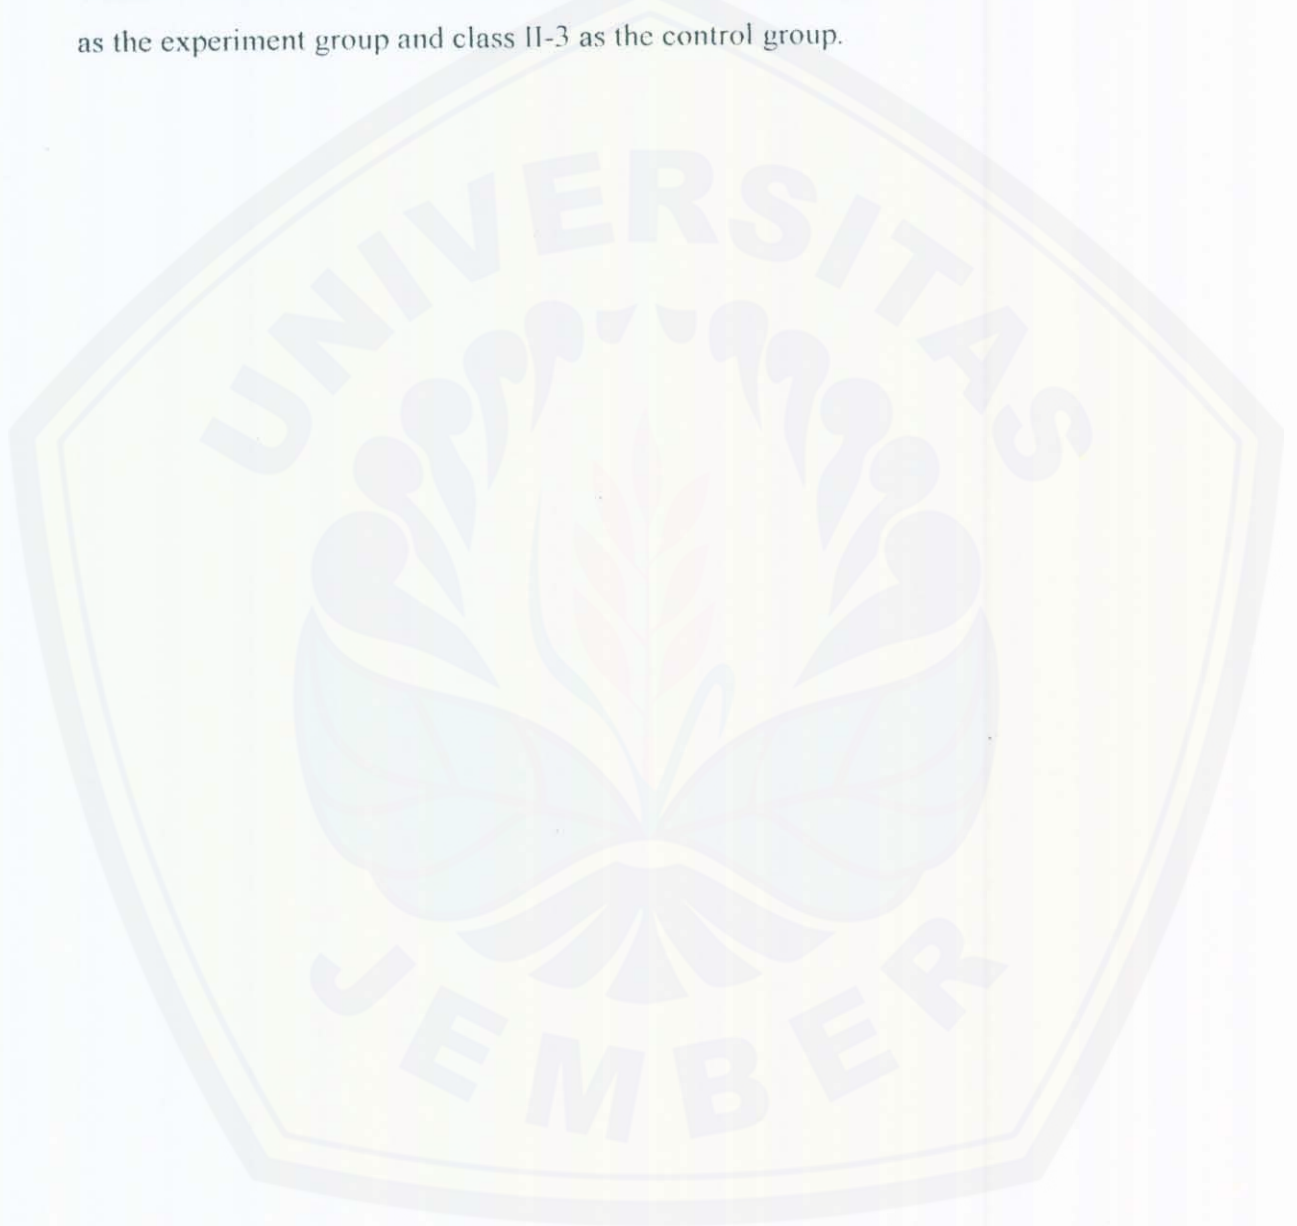 as the experiment group and class II-3 as the control group.
UNIVERSITAS
JEMBER